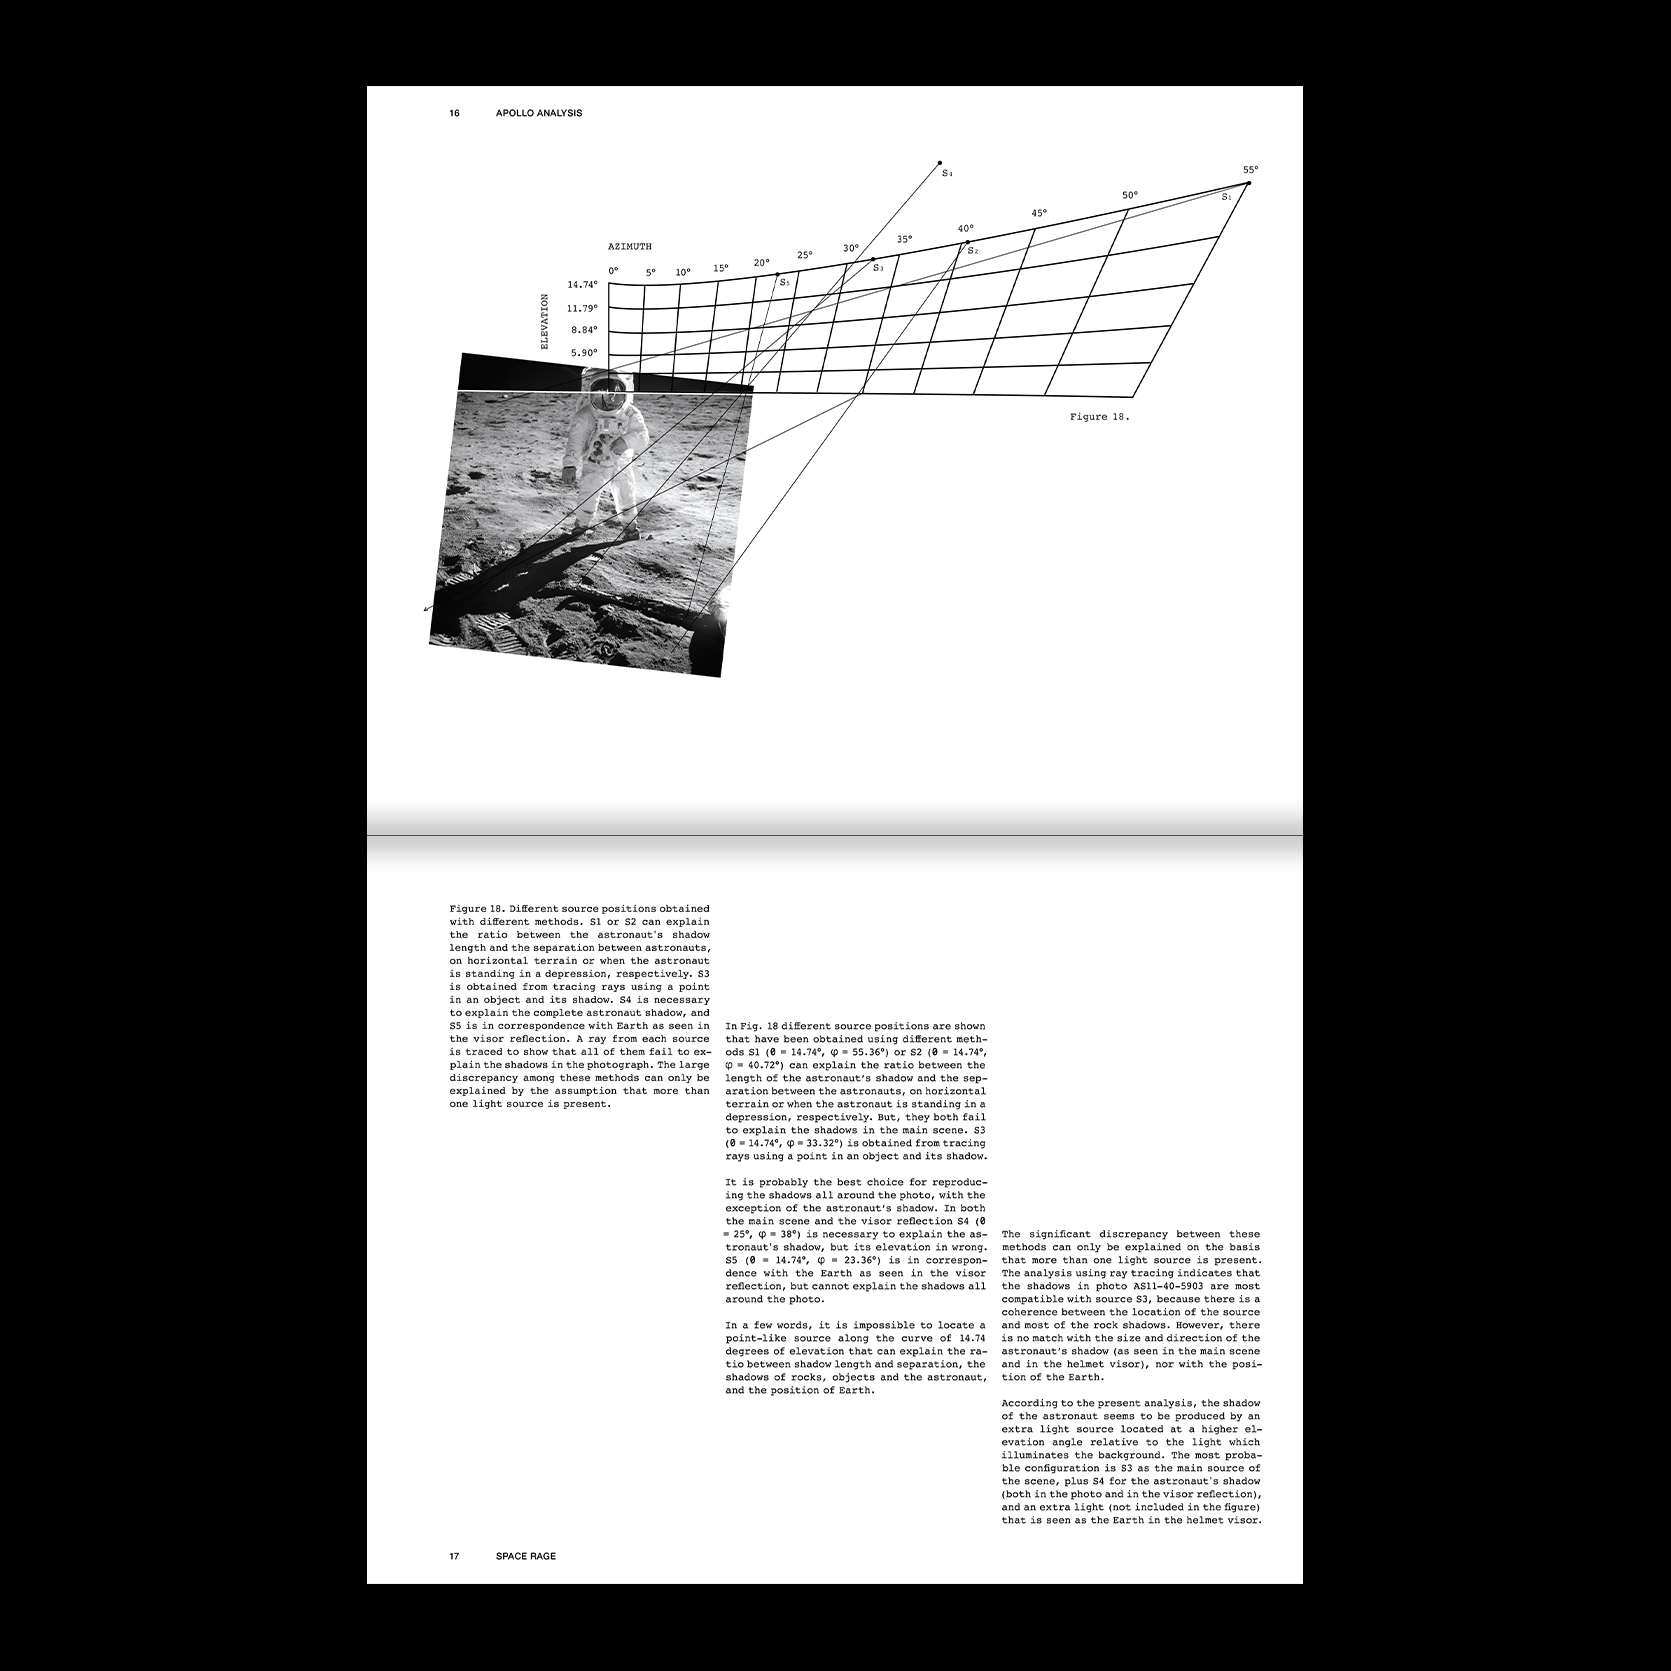 16 APOLLO ANALYSIS
S₄
55°
S₁
50°
45°
40°
S₂
35°
30°
S₃
25°
20°
S₅
15°
10°
5°
0°
AZIMUTH
ELEVATION
14.74°
11.79°
8.84°
5.90°
Figure 18.
Figure 18. Different source positions obtained
with different methods. S1 or S2 can explain
the ratio between the astronaut's shadow
length and the separation between astronauts,
on horizontal terrain or when the astronaut
is standing in a depression, respectively. S3
is obtained from tracing rays using a point
in an object and its shadow. S4 is necessary
to explain the complete astronaut shadow, and
S5 is in correspondence with Earth as seen in
the visor reflection. A ray from each source
is traced to show that all of them fail to ex-
plain the shadows in the photograph. The large
discrepancy among these methods can only be
explained by the assumption that more than
one light source is present.
In Fig. 18 different source positions are shown
that have been obtained using different meth-
ods S1 (θ = 14.74°, φ = 55.36°) or S2 (θ = 14.74°,
φ = 40.72°) can explain the ratio between the
length of the astronaut's shadow and the sep-
aration between the astronauts, on horizontal
terrain or when the astronaut is standing in a
depression, respectively. But, they both fail
to explain the shadows in the main scene. S3
(θ = 14.74°, φ = 33.32°) is obtained from tracing
rays using a point in an object and its shadow.
It is probably the best choice for reproduc-
ing the shadows all around the photo, with the
exception of the astronaut's shadow. In both
the main scene and the visor reflection S4 (θ
= 25°, φ = 38°) is necessary to explain the as-
tronaut's shadow, but its elevation in wrong.
S5 (θ = 14.74°, φ = 23.36°) is in correspon-
dence with the Earth as seen in the visor
reflection, but cannot explain the shadows all
around the photo.
In a few words, it is impossible to locate a
point-like source along the curve of 14.74
degrees of elevation that can explain the ra-
tio between shadow length and separation, the
shadows of rocks, objects and the astronaut,
and the position of Earth.
The significant discrepancy between these
methods can only be explained on the basis
that more than one light source is present.
The analysis using ray tracing indicates that
the shadows in photo AS11-40-5903 are most
compatible with source S3, because there is a
coherence between the location of the source
and most of the rock shadows. However, there
is no match with the size and direction of the
astronaut's shadow (as seen in the main scene
and in the helmet visor), nor with the posi-
tion of the Earth.
According to the present analysis, the shadow
of the astronaut seems to be produced by an
extra light source located at a higher el-
evation angle relative to the light which
illuminates the background. The most proba-
ble configuration is S3 as the main source of
the scene, plus S4 for the astronaut's shadow
(both in the photo and in the visor reflection),
and an extra light (not included in the figure)
that is seen as the Earth in the helmet visor.
17 SPACE RAGE